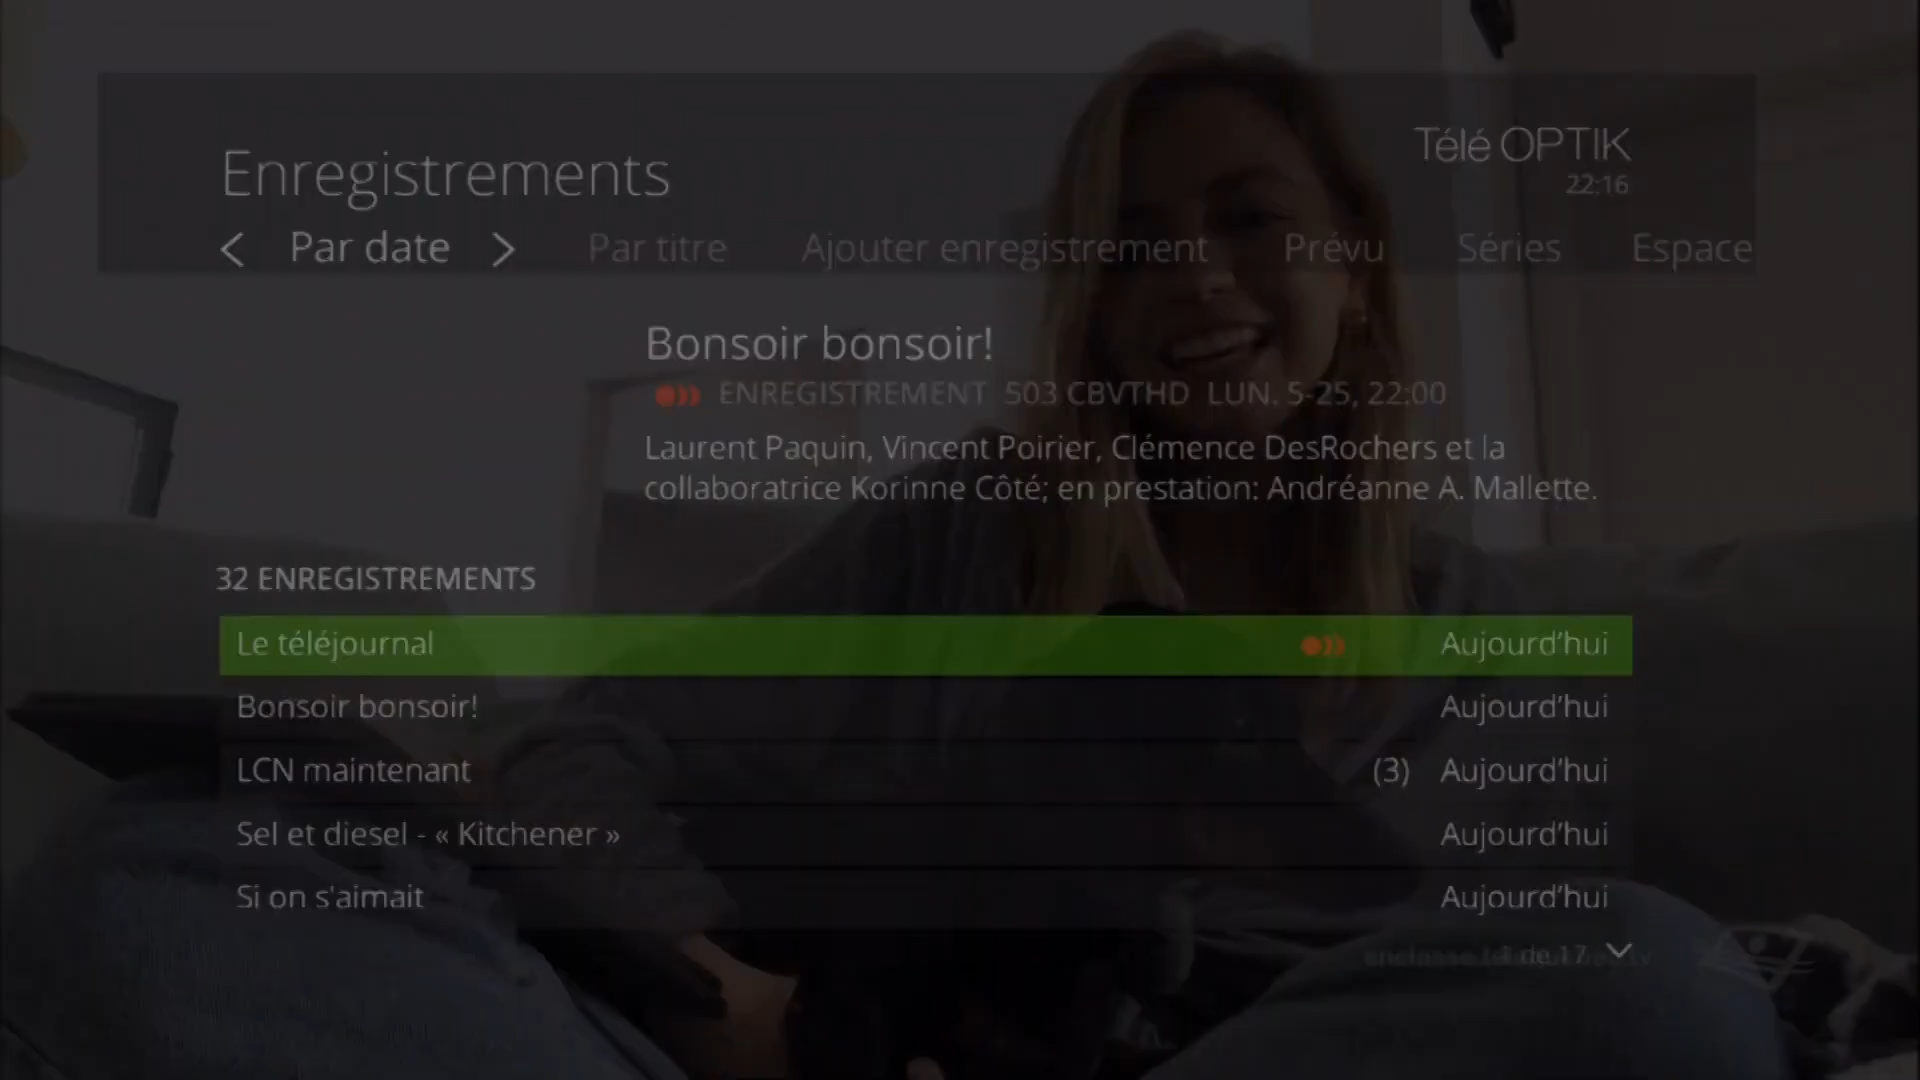 Télé OPTIK
Enregistrements
22:16
Par date Par titre Ajouter enregistrement Prévu Séries Espace
Bonsoir bonsoir!
ENREGISTREMENT 503 CBVTHD LUN. 5-25, 22:00
Laurent Paquin, Vincent Poirier, Clémence DesRochers et la
collaboratrice Korinne Côté; en prestation: Andréanne A. Mallette.
32 ENREGISTREMENTS
Le téléjournal Aujourd'hui
Bonsoir bonsoir! Aujourd'hui
LCN maintenant (3) Aujourd'hui
Sel et diesel - « Kitchener » Aujourd'hui
Si on s'aimait Aujourd'hui
de 17